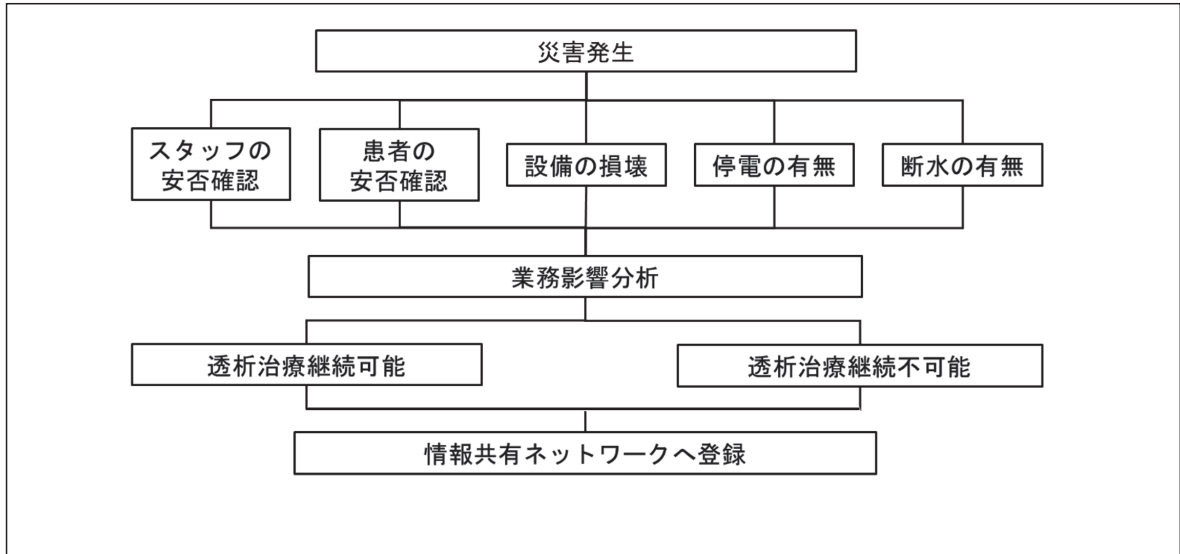 災害発生
スタッフの
安否確認
患者の
安否確認
設備の損壊
停電の有無
断水の有無
業務影響分析
透析治療継続可能
透析治療継続不可能
情報共有ネットワークへ登録